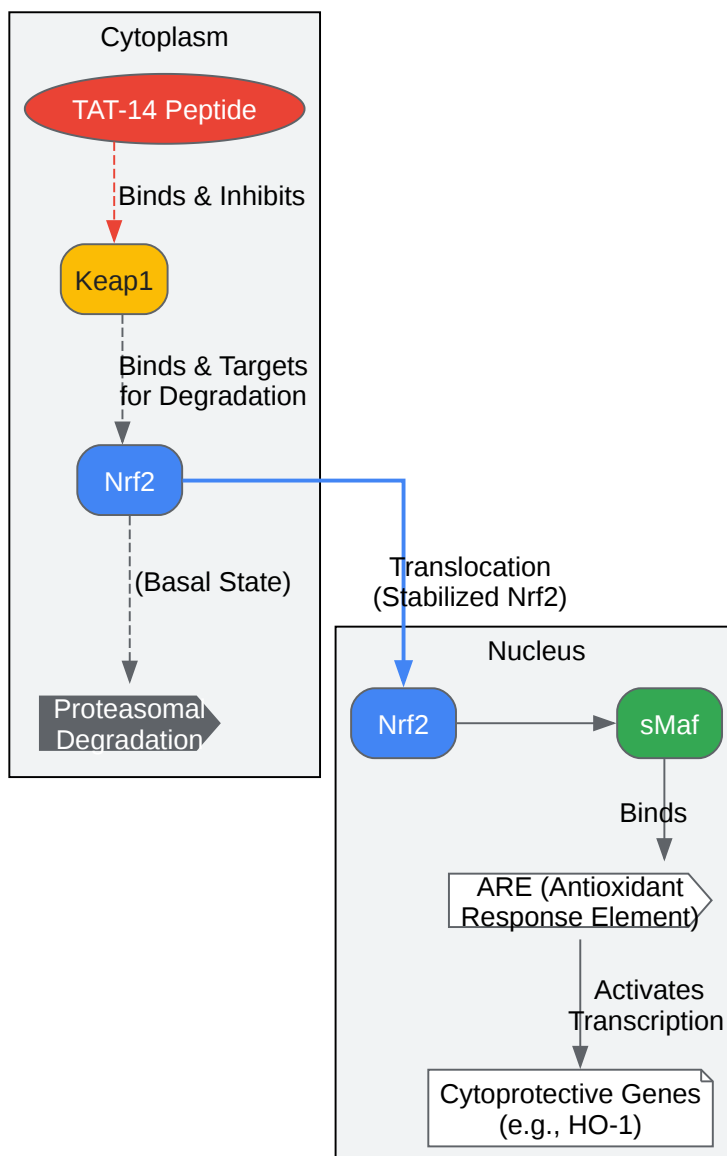 Cytoplasm
TAT-14 Peptide
Binds & Inhibits
Keap1
Binds & Targets
for Degradation
Nrf2
(Basal State)
Proteasomal
Degradation
Translocation
(Stabilized Nrf2)
Nucleus
Nrf2
sMaf
Binds
ARE (Antioxidant
Response Element)
Activates
Transcription
Cytoprotective Genes
(e.g., HO-1)